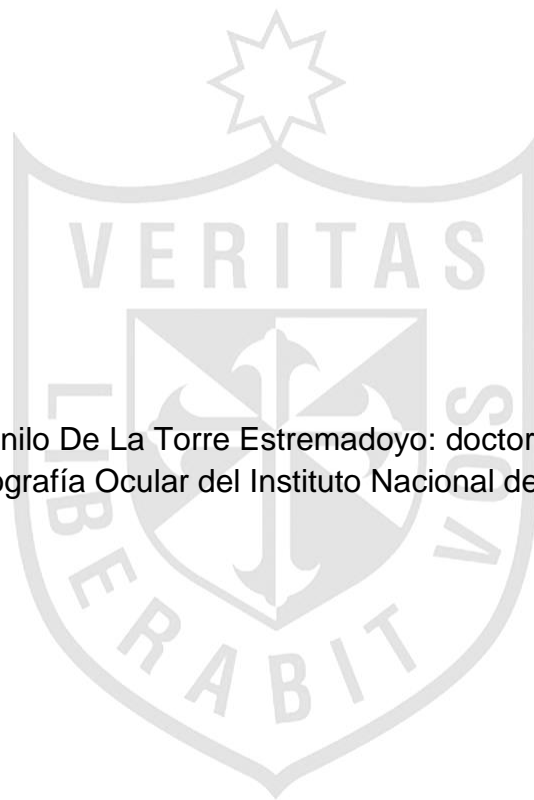 VERITAS
LIBERABIT VOS
nilo De La Torre Estremadoyo: doctor
ografía Ocular del Instituto Nacional de